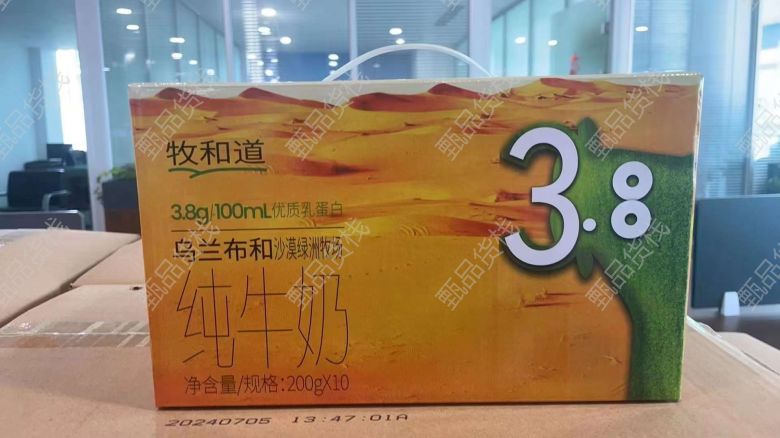 牧和道
3.8g/100mL优质乳蛋白
乌兰布和沙漠绿洲牧场
纯牛奶
净含量/规格:200gX10
3.8
20240705 13:47:01A
甄品货栈